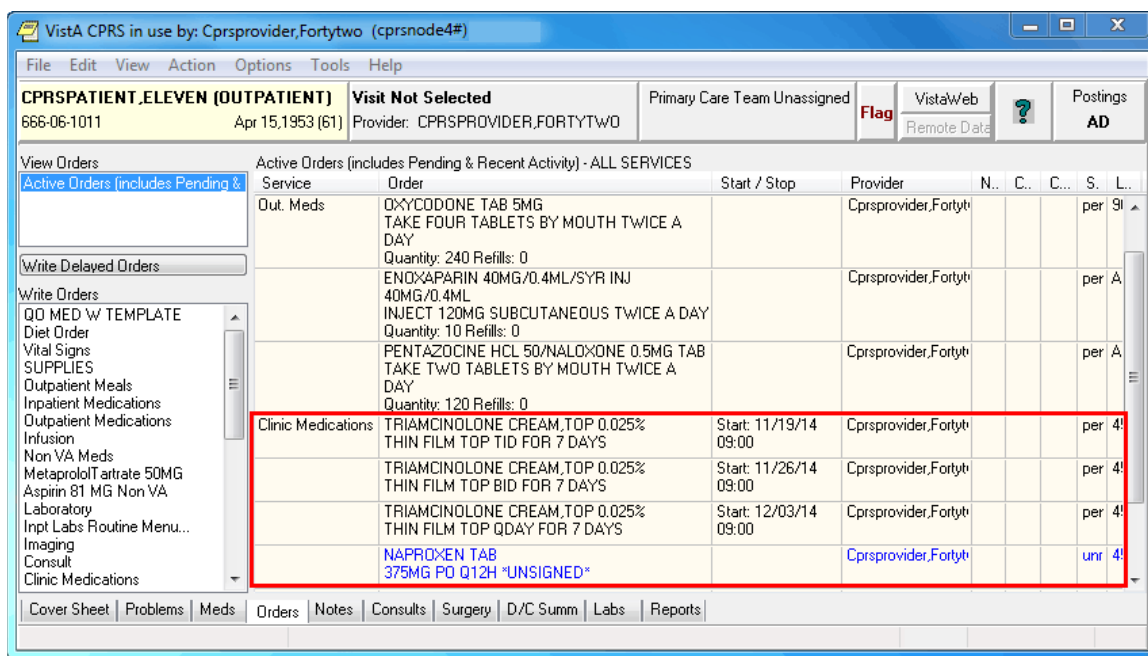 VistA CPRS in use by: Cprsprovider,Fortytwo (cprsnode4#)
File Edit View Action Options Tools Help
CPRSPATIENT,ELEVEN (OUTPATIENT) Visit Not Selected Primary Care Team Unassigned Flag VistaWeb Postings
666-06-1011 Apr 15,1953 (61) Provider: CPRSPROVIDER,FORTYTWO Remote Data ? AD
View Orders
Active Orders (includes Pending &
Write Delayed Orders
Write Orders
QO MED W TEMPLATE
Diet Order
Vital Signs
SUPPLIES
Outpatient Meals
Inpatient Medications
Outpatient Medications
Infusion
Non VA Meds
MetaprololTartrate 50MG
Aspirin 81 MG Non VA
Laboratory
Inpt Labs Routine Menu...
Imaging
Consult
Clinic Medications
Active Orders (includes Pending & Recent Activity) - ALL SERVICES
Service Order Start / Stop Provider N.. C.. C... S. L..
Out. Meds OXYCODONE TAB 5MG Cprsprovider,Fortyt per
TAKE FOUR TABLETS BY MOUTH TWICE A
DAY
Quantity: 240 Refills: 0
ENOXAPARIN 40MG/0.4ML/SYR INJ Cprsprovider,Fortyt per A
40MG/0.4ML
INJECT 120MG SUBCUTANEOUS TWICE A DAY
Quantity: 10 Refills: 0
PENTAZOCINE HCL 50/NALOXONE 0.5MG TAB Cprsprovider,Fortyt per A
TAKE TWO TABLETS BY MOUTH TWICE A
DAY
Quantity: 120 Refills: 0
Clinic Medications TRIAMCINOLONE CREAM,TOP 0.025% Start: 11/19/14 Cprsprovider,Fortyt per
THIN FILM TOP TID FOR 7 DAYS 09:00
TRIAMCINOLONE CREAM,TOP 0.025% Start: 11/26/14 Cprsprovider,Fortyt per
THIN FILM TOP BID FOR 7 DAYS 09:00
TRIAMCINOLONE CREAM,TOP 0.025% Start: 12/03/14 Cprsprovider,Fortyt per
THIN FILM TOP QDAY FOR 7 DAYS 09:00
NAPROXEN TAB Cprsprovider,Fortyt unr
375MG PO Q12H *UNSIGNED*
Cover Sheet Problems Meds Orders Notes Consults Surgery D/C Summ Labs Reports